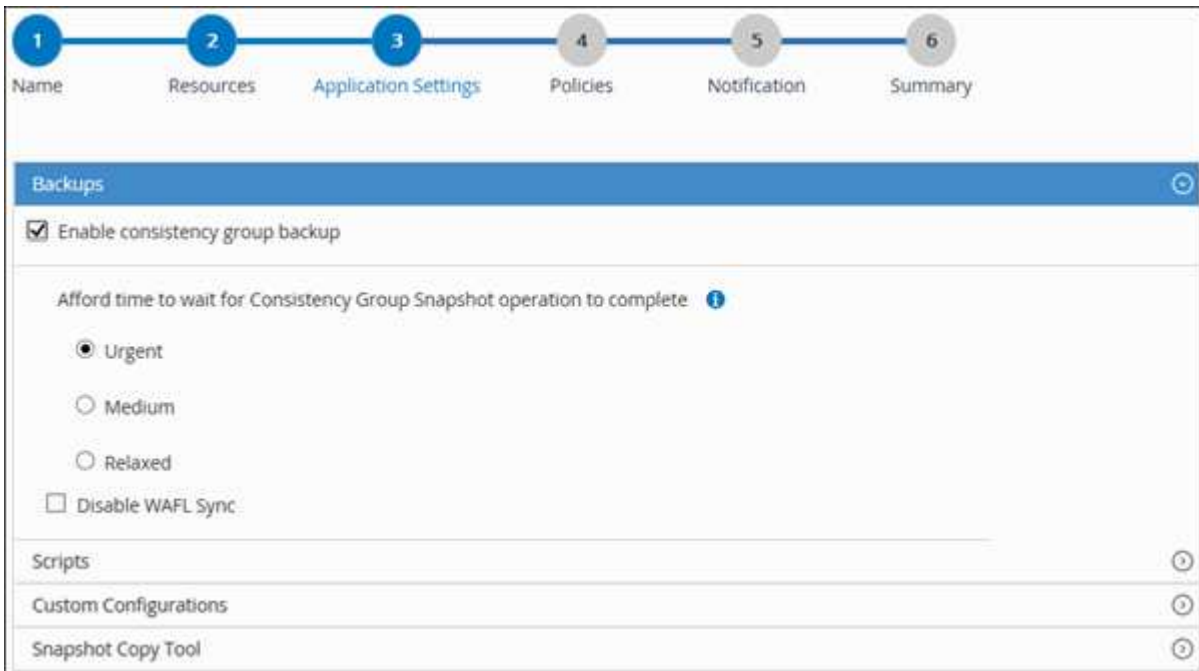 1 2 3 4 5 6
Name Resources Application Settings Policies Notification Summary
Backups
Enable consistency group backup
Afford time to wait for Consistency Group Snapshot operation to complete i
Urgent
Medium
Relaxed
Disable WAFL Sync
Scripts
Custom Configurations
Snapshot Copy Tool